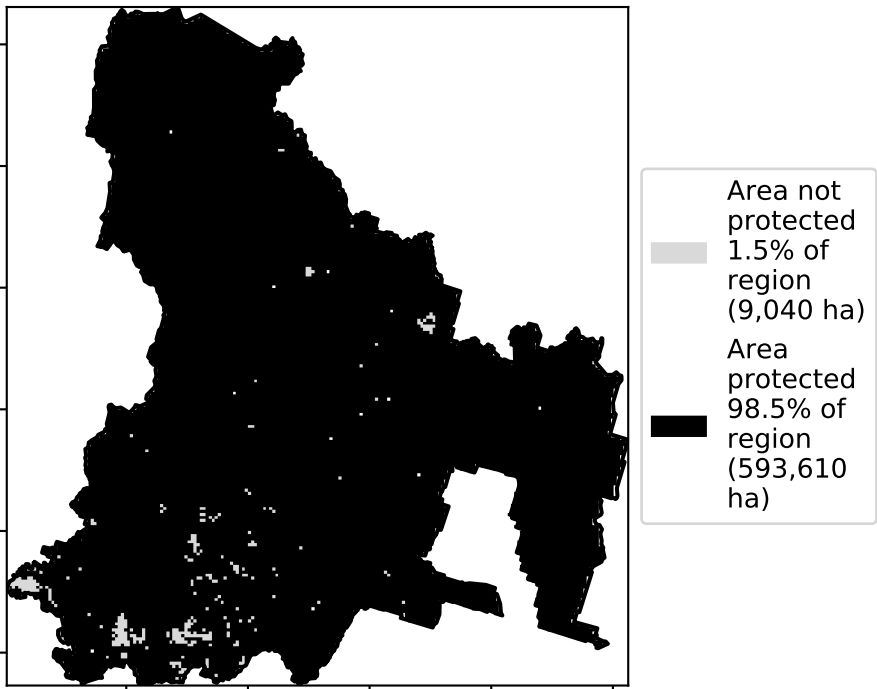 Area not
protected
1.5% of
region
(9,040 ha)
Area
protected
98.5% of
region
(593,610
ha)